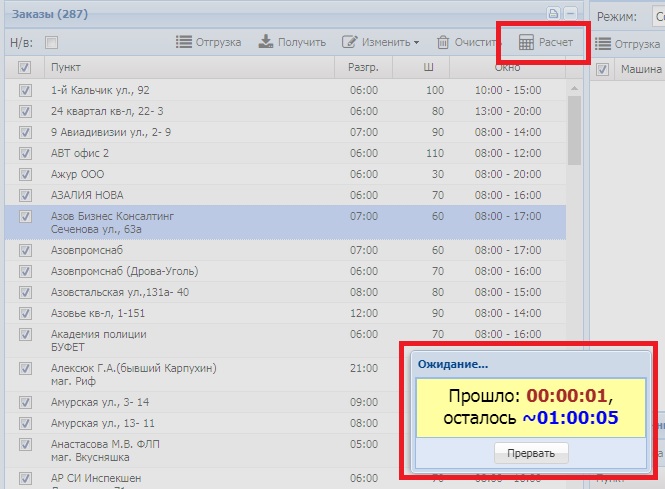 Заказы (287)
Режим:
Н/в: Отгрузка Получить Изменить Очистить Расчет Отгрузка
Пункт Разгр. Ш Окно Машина
1-й Кальчик ул., 92 06:00 100 10:00 - 15:00
24 квартал кв-л, 22- 3 06:00 80 13:00 - 20:00
9 Авиадивизии ул., 2- 9 07:00 90 08:00 - 14:00
АВТ офис 2 06:00 110 08:00 - 12:00
Ажур ООО 06:00 30 08:00 - 20:00
АЗАЛИЯ НОВА 06:00 70 08:00 - 16:00
Азов Бизнес Консалтинг 07:00 60 08:00 - 17:00
Сеченова ул., 63а
Азовпромснаб 07:00 60 08:00 - 17:00
Азовпромснаб (Дрова-Уголь) 06:00 70 08:00 - 16:00
Азовстальская ул.,131а- 40 08:00 80 08:00 - 15:00
Азовье кв-л, 1-151 12:00 90 08:00 - 14:00
Академия полиции 06:00 70 08:00 - 16:00
БУФЕТ
Алексюк Г.А.(бывший Карпухин) 21:00
маг. Риф
Амурская ул., 3- 14 09:00
Амурская ул., 13- 11 08:00
Анастасова М.В. ФЛП 05:00
маг. Вкусняшка
АР СИ Инспекшен 06:00 70 08:00 - 16:00
Ожидание...
Прошло: 00:00:01,
осталось ~01:00:05
Прервать